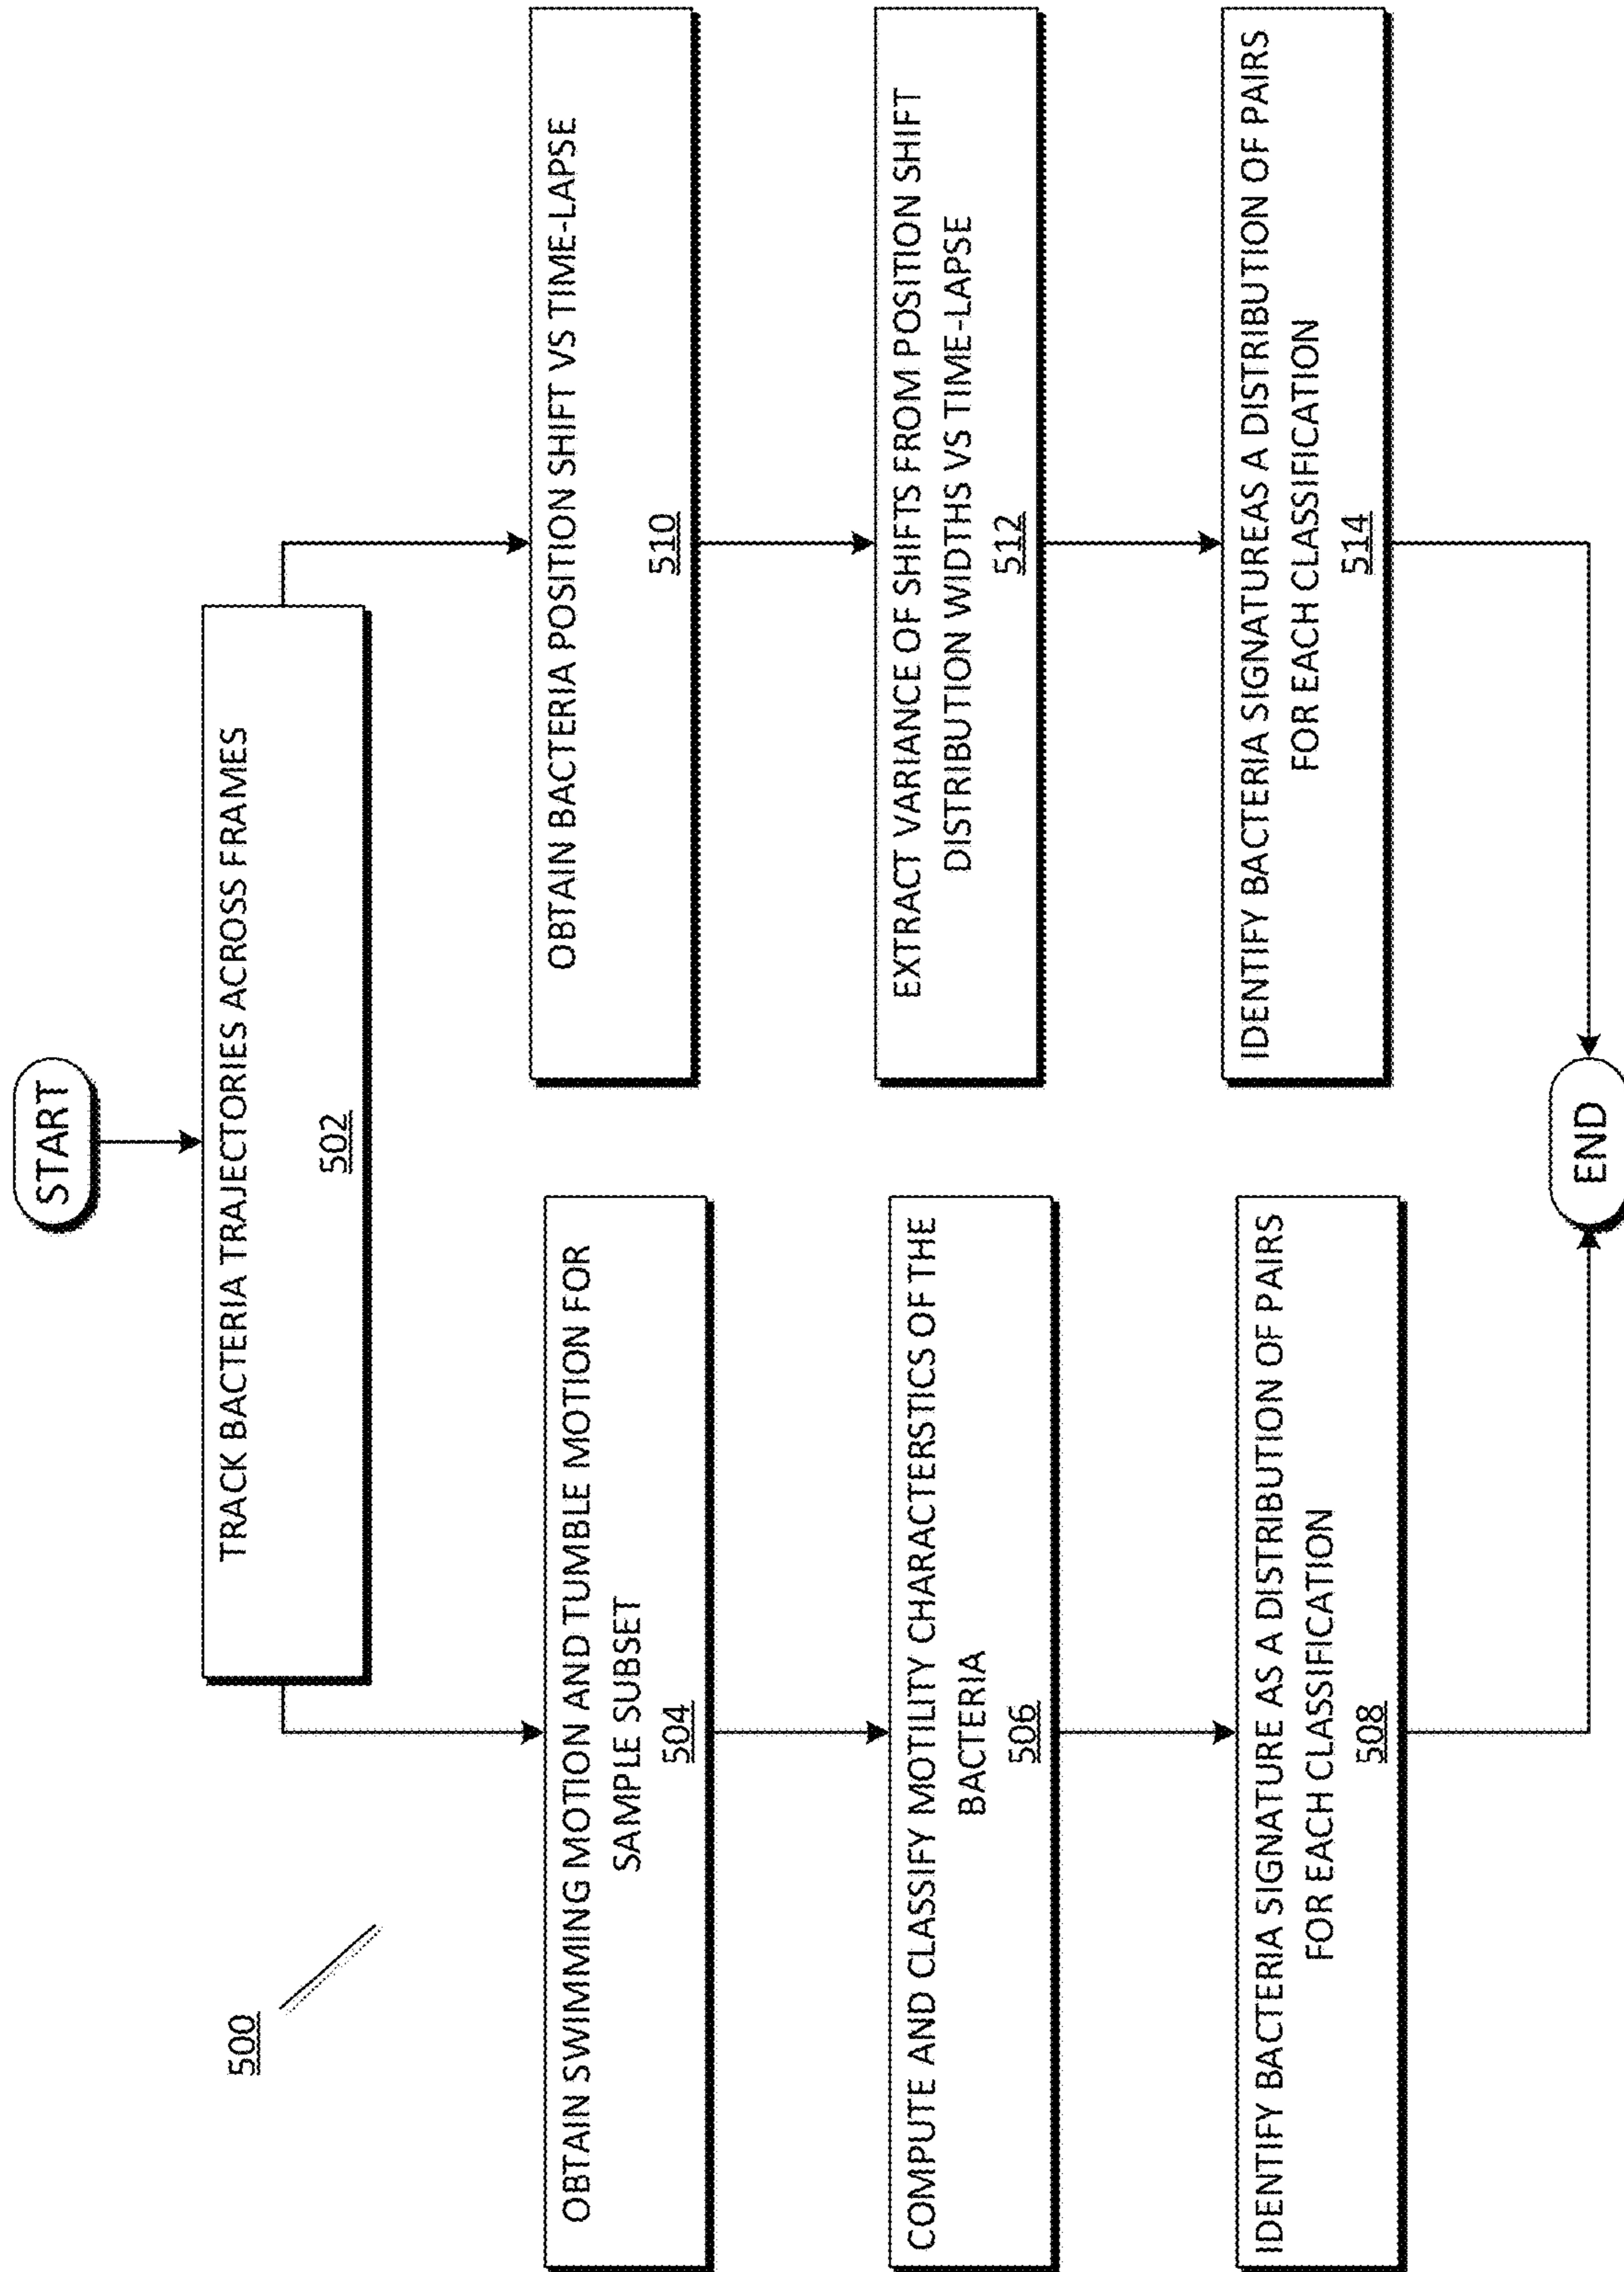 START
TRACK BACTERIA TRAJECTORIES ACROSS FRAMES
502
500
OBTAIN SWIMMING MOTION AND TUMBLE MOTION FOR
SAMPLE SUBSET
504
COMPUTE AND CLASSIFY MOTILITY CHARACTERSTICS OF THE
BACTERIA
506
IDENTIFY BACTERIA SIGNATURE AS A DISTRIBUTION OF PAIRS
FOR EACH CLASSIFICATION
508
OBTAIN BACTERIA POSITION SHIFT VS TIME-LAPSE
510
EXTRACT VARIANCE OF SHIFTS FROM POSITION SHIFT
DISTRIBUTION WIDTHS VS TIME-LAPSE
512
IDENTIFY BACTERIA SIGNATUREAS A DISTRIBUTION OF PAIRS
FOR EACH CLASSIFICATION
514
END